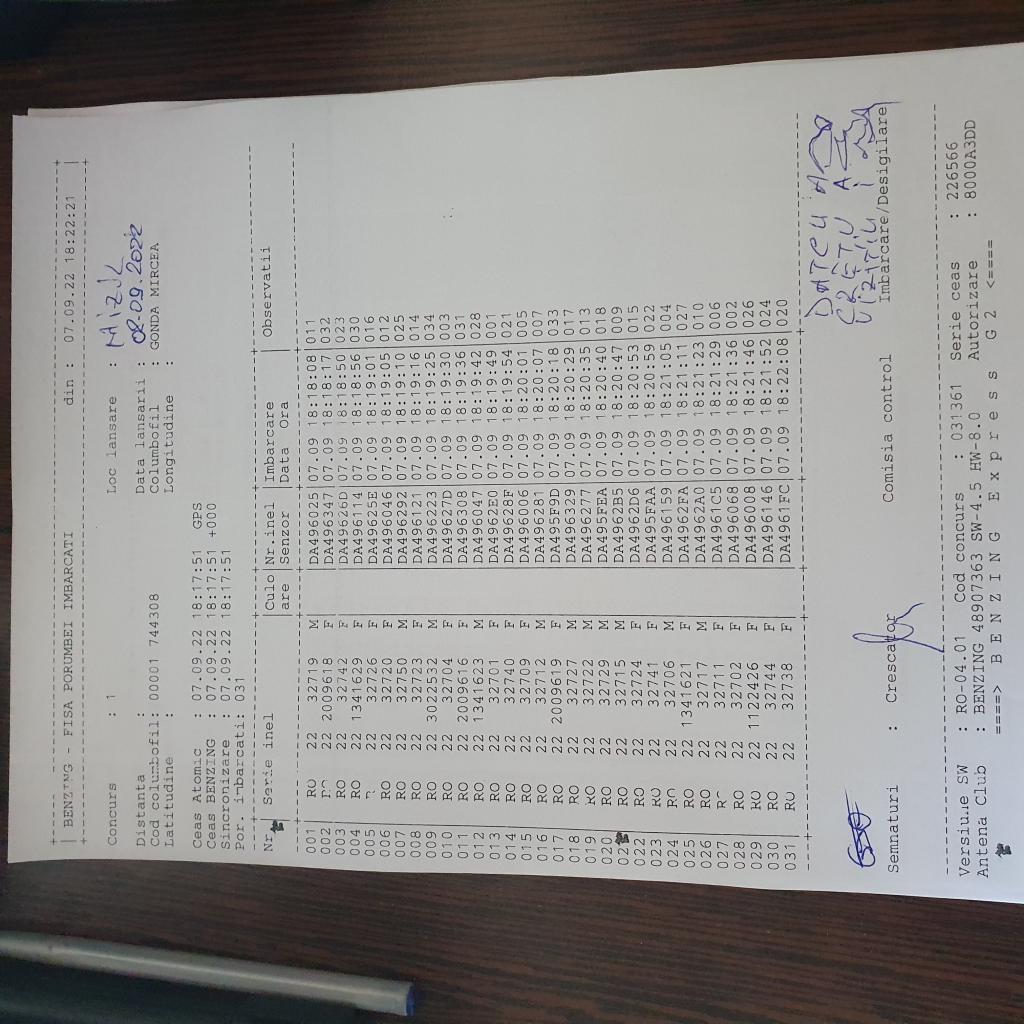 BENZING - FISA PORUMBEI IMBARCATI din : 07.09.22 18:22:21
Concurs : 1 Loc lansare : MIZIL
Distanta : Data lansarii : 08.09.2022
Cod columbofil: 00001 744308 Columbofil : GONDA MIRCEA
Latitudine : Longitudine :
Ceas Atomic : 07.09.22 18:17:51 GPS
Ceas BENZING : 07.09.22 18:17:51 +000
Sincronizare : 07.09.22 18:17:51
Por. imbarcati: 031
Nr. Serie inel Culo Nr.inel Imbarcare Observatii
are Senzor Data Ora
001 RO 22 32719 M DA496025 07.09 18:18:08 011
002 RO 22 2009618 F DA496347 07.09 18:18:17 032
003 RO 22 32742 F DA49626D 07.09 18:18:50 023
004 RO 22 1341629 F DA496114 07.09 18:18:56 030
005 22 32726 F DA49625E 07.09 18:19:01 016
006 RO 22 32720 F DA496046 07.09 18:19:05 012
007 RO 22 32750 M DA496292 07.09 18:19:10 025
008 RO 22 32723 F DA496121 07.09 18:19:16 014
009 RO 22 302532 M DA496223 07.09 18:19:25 034
010 RO 22 32704 F DA49627D 07.09 18:19:30 003
011 RO 22 2009616 F DA496308 07.09 18:19:36 031
012 RO 22 1341623 M DA496047 07.09 18:19:42 028
013 RO 22 32701 F DA4962E0 07.09 18:19:49 001
014 RO 22 32740 F DA49628F 07.09 18:19:54 021
015 RO 22 32709 F DA496006 07.09 18:20:01 005
016 RO 22 32712 M DA496281 07.09 18:20:07 007
017 RO 22 2009619 F DA495F9D 07.09 18:20:18 033
018 RO 22 32727 M DA496329 07.09 18:20:29 017
019 RO 22 32722 M DA496277 07.09 18:20:35 013
020 RO 22 32729 M DA495FEA 07.09 18:20:40 018
021 RO 22 32715 M DA4962B5 07.09 18:20:47 009
022 RO 22 32724 F DA4962D6 07.09 18:20:53 015
023 RO 22 32741 F DA495FAA 07.09 18:20:59 022
024 RO 22 32706 M DA496159 07.09 18:21:05 004
025 RO 22 1341621 F DA4962FA 07.09 18:21:11 027
026 RO 22 32717 M DA4962A0 07.09 18:21:23 010
027 RO 22 32711 F DA4961C5 07.09 18:21:29 006
028 RO 22 32702 F DA496068 07.09 18:21:36 002
029 RO 22 1122426 F DA496008 07.09 18:21:46 026
030 RO 22 32744 F DA496146 07.09 18:21:52 024
031 RO 22 32738 F DA4961FC 07.09 18:22:08 020
Semnaturi : Crescator Comisia control Imbarcare/Desigilare
Versiune SW : RO-04.01 Cod concurs : 031361 Serie ceas : 226566
Antena Club : BENZING 48907363 SW-4.5 HW-8.0 Autorizare : 8000A3DD
====> B E N Z I N G E x p r e s s G 2 <====